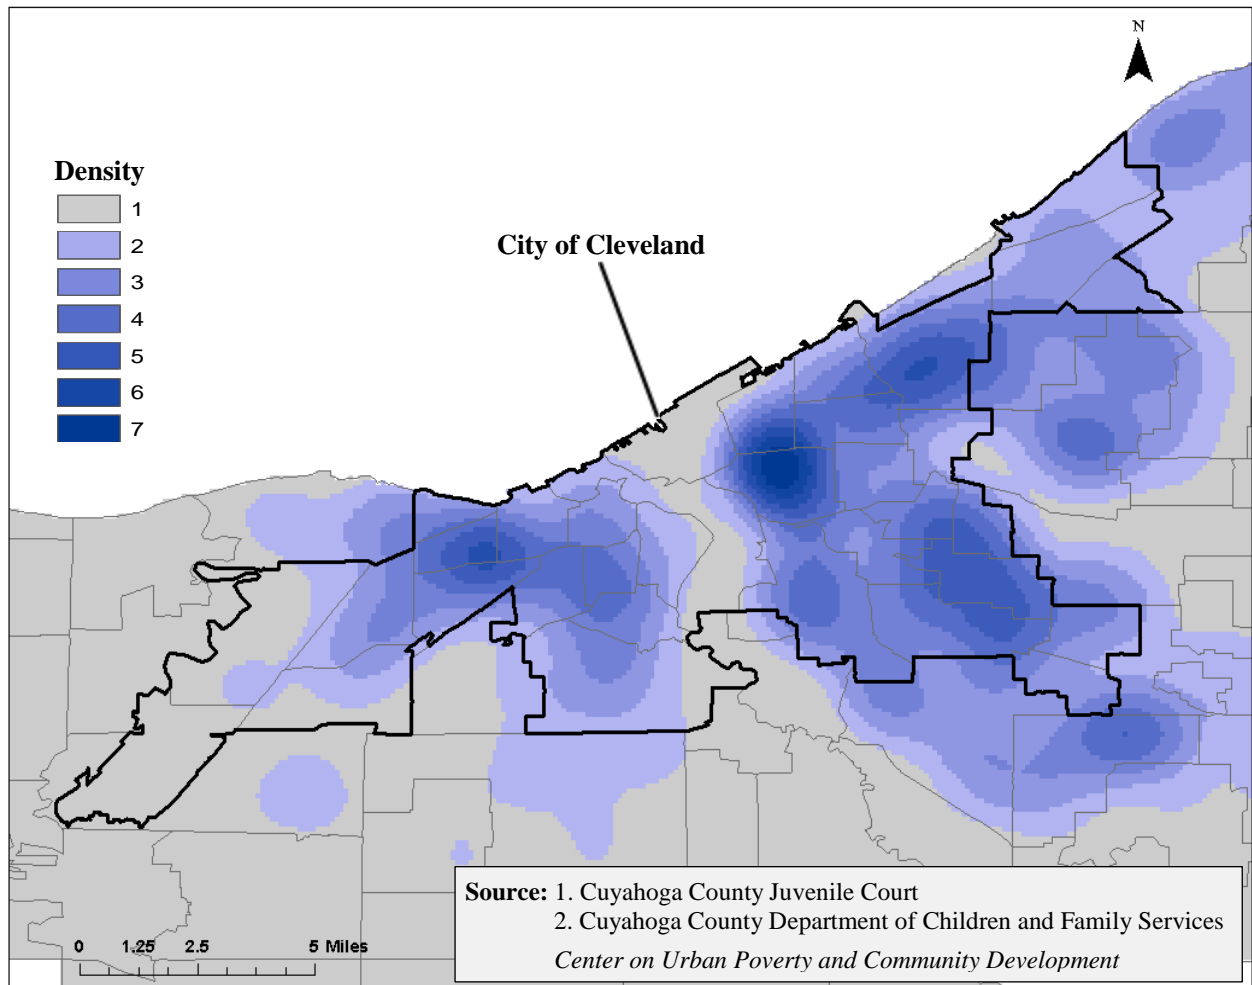 N
Density
1
2
3
4
5
6
7
City of Cleveland
Source: 1. Cuyahoga County Juvenile Court
2. Cuyahoga County Department of Children and Family Services
Center on Urban Poverty and Community Development
0 1.25 2.5 5 Miles